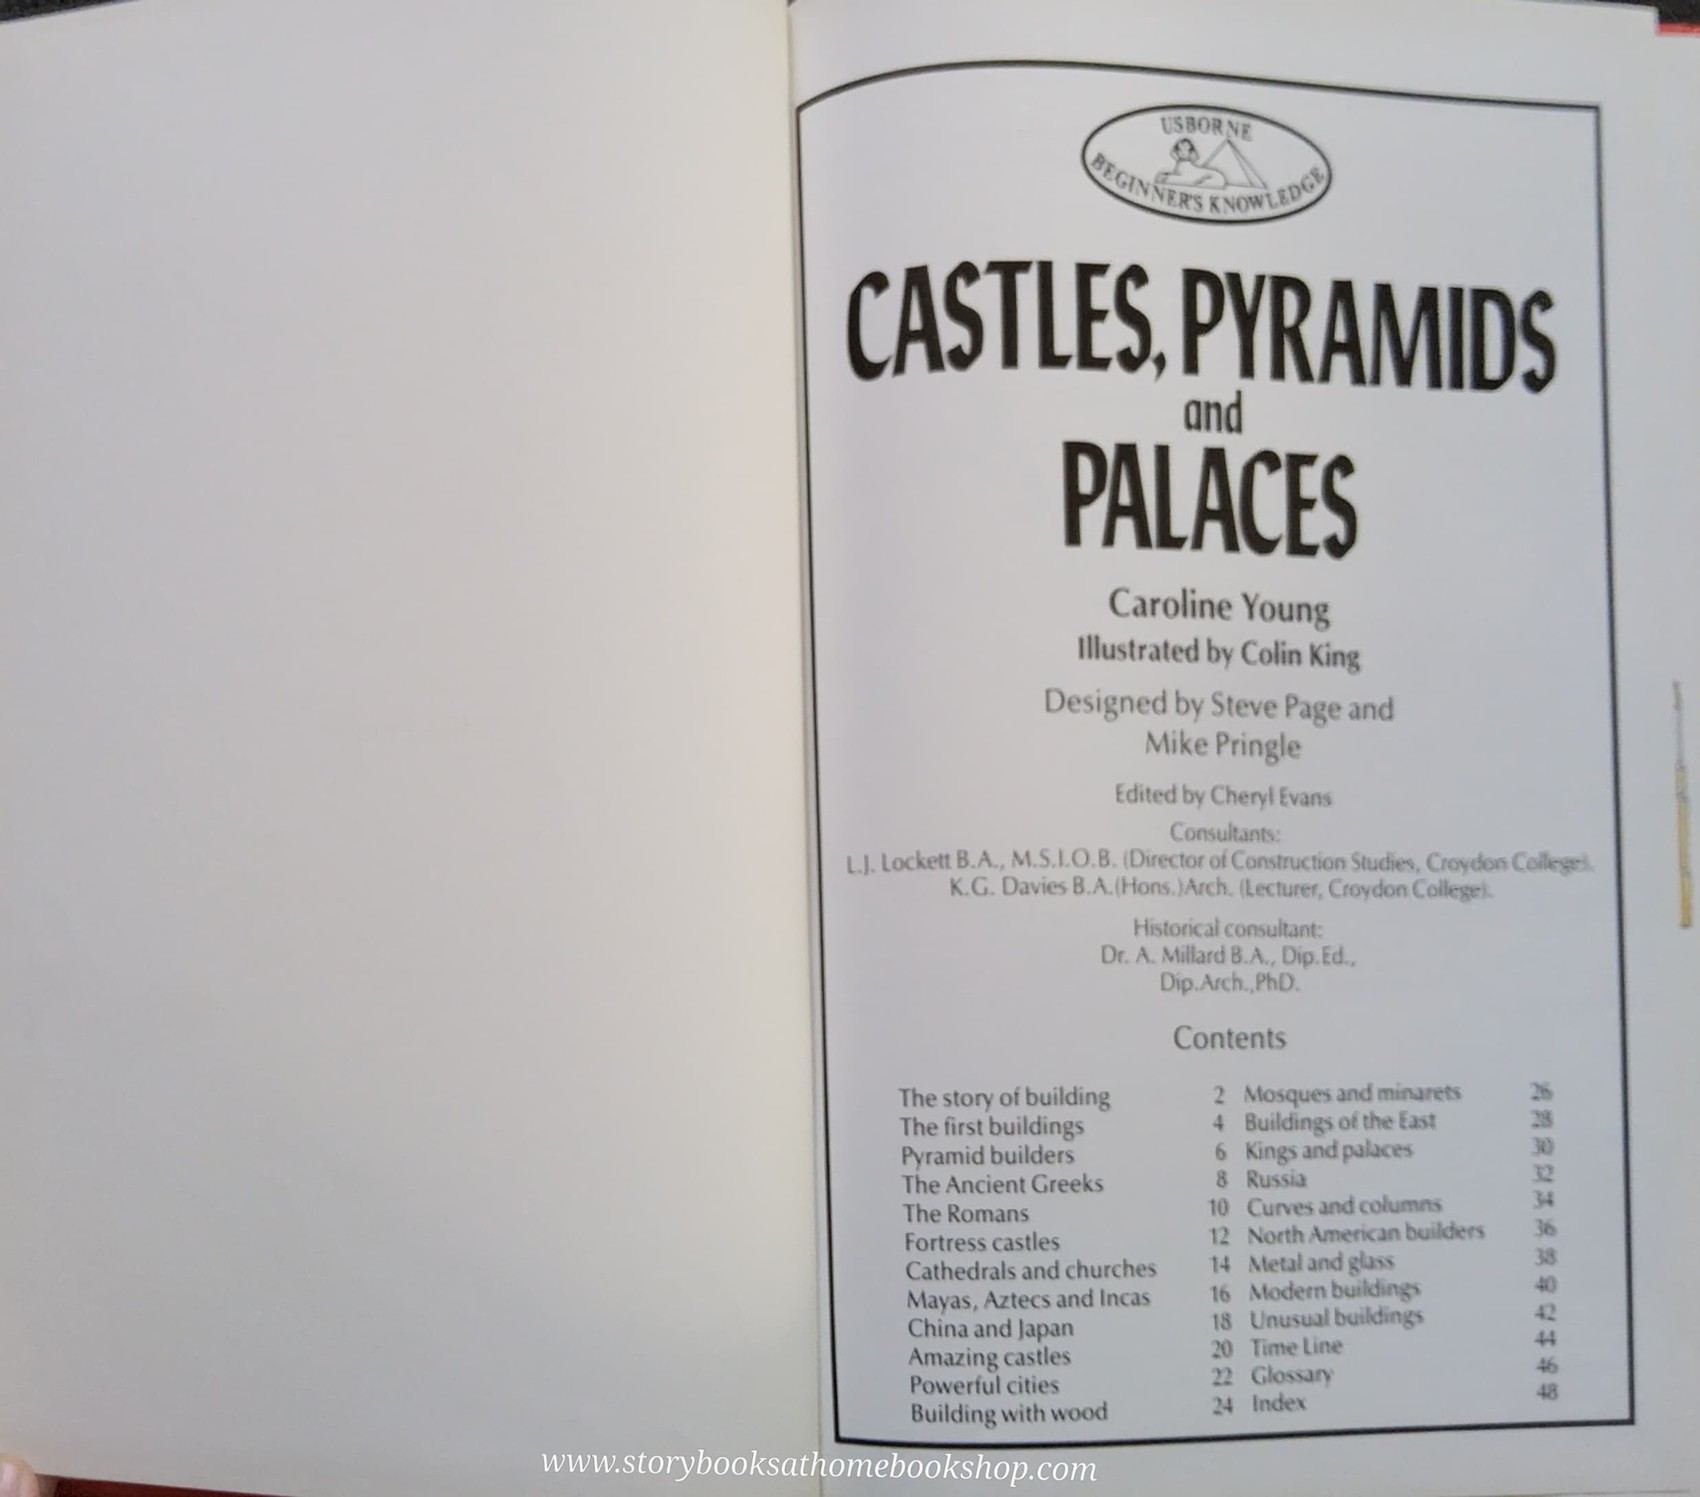 USBORNE
BEGINNER'S KNOWLEDGE
CASTLES, PYRAMIDS
and
PALACES
Caroline Young
Illustrated by Colin King
Designed by Steve Page and
Mike Pringle
Edited by Cheryl Evans
Consultants:
L.J. Lockett B.A., M.S.I.O.B. (Director of Construction Studies, Croydon College).
K.G. Davies B.A.(Hons.)Arch. (Lecturer, Croydon College).
Historical consultant:
Dr. A. Millard B.A., Dip.Ed.,
Dip.Arch.,PhD.
Contents
The story of building 2
The first buildings 4
Pyramid builders 6
The Ancient Greeks 8
The Romans 10
Fortress castles 12
Cathedrals and churches 14
Mayas, Aztecs and Incas 16
China and Japan 18
Amazing castles 20
Powerful cities 22
Building with wood 24
Mosques and minarets 26
Buildings of the East 28
Kings and palaces 30
Russia 32
Curves and columns 34
North American builders 36
Metal and glass 38
Modern buildings 40
Unusual buildings 42
Time Line 44
Glossary 46
Index 48
www.storybooksathomebookshop.com